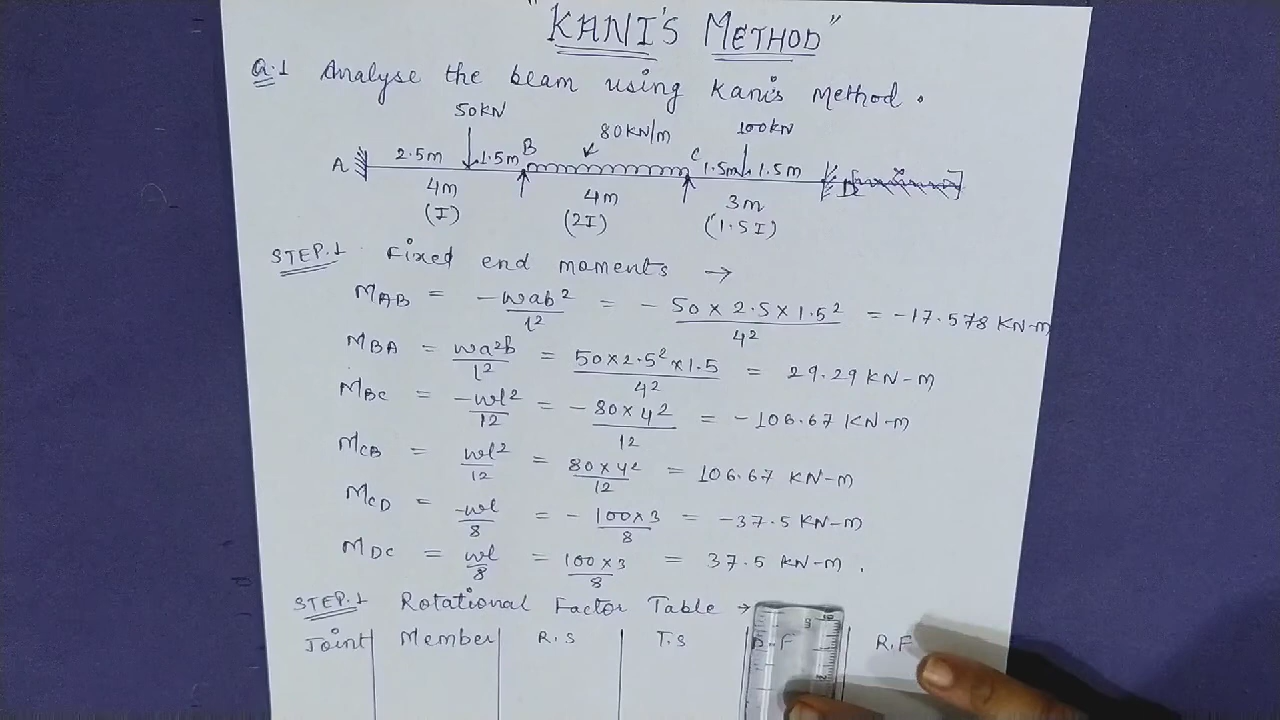 "KANI'S METHOD"
Q.1 Analyse the beam using Kani's Method.
50KN 80KN/m 100KN
A 2.5m 1.5m B C 1.5m 1.5m
4m 4m 3m
(I) (2I) (1.5I)
STEP.1 Fixed end moments →
MAB = -wab²/l² = - 50 × 2.5 × 1.5²/4² = -17.578 KN-m
MBA = wa²b/l² = 50×2.5²×1.5/4² = 29.29 KN-m
MBC = -wl²/12 = - 80×4²/12 = -106.67 KN-m
MCB = wl²/12 = 80×4²/12 = 106.67 KN-m
MCD = -wl/8 = - 100×3/8 = -37.5 KN-m
MDC = wl/8 = 100×3/8 = 37.5 KN-m.
STEP.1 Rotational Factor Table →
Joint Member R.S T.S D.F R.F